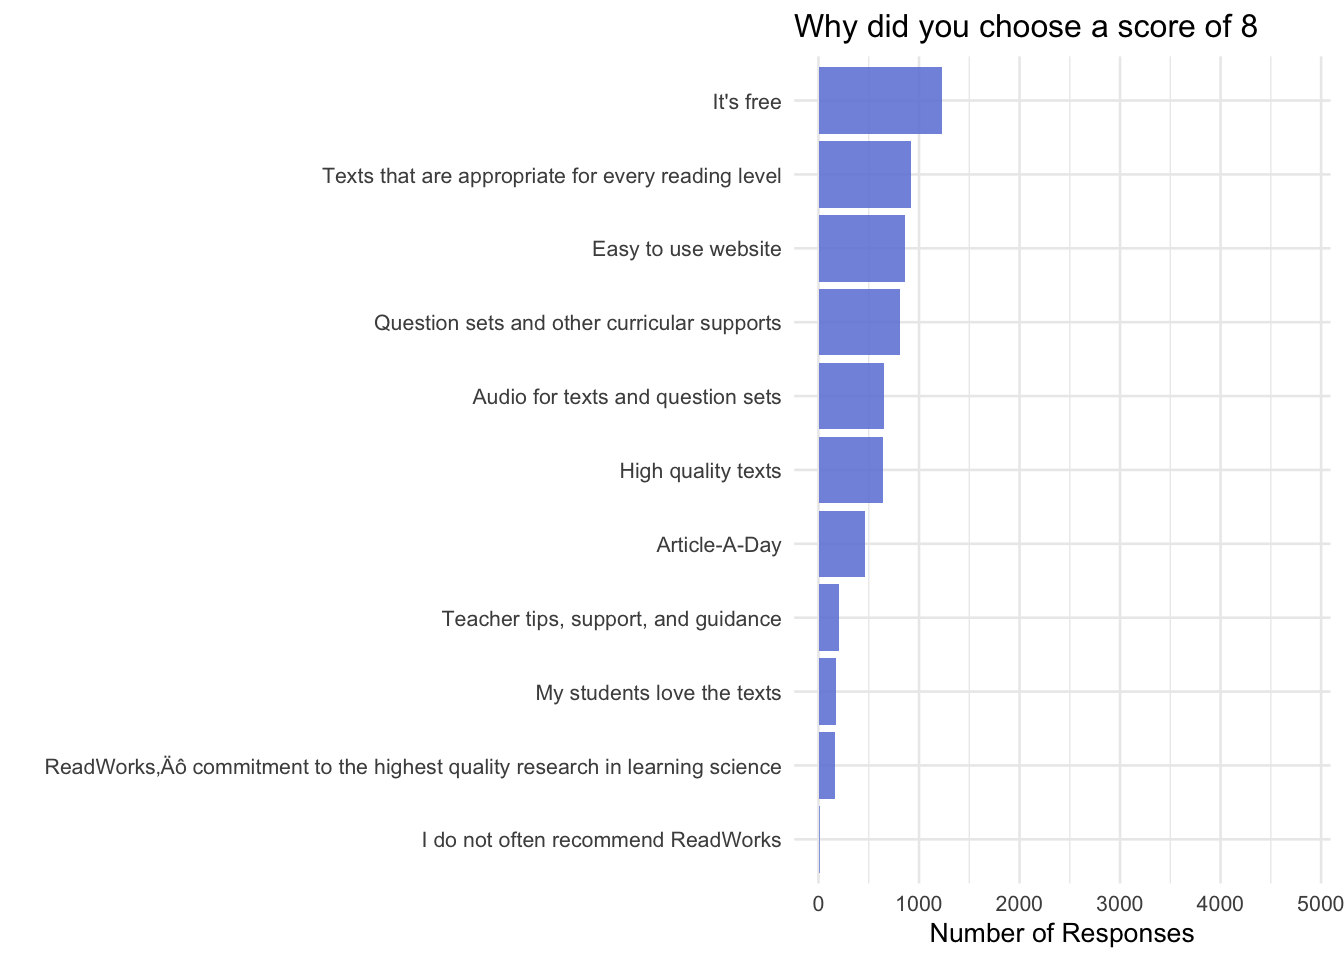 Why did you choose a score of 8
It's free
Texts that are appropriate for every reading level
Easy to use website
Question sets and other curricular supports
Audio for texts and question sets
High quality texts
Article-A-Day
Teacher tips, support, and guidance
My students love the texts
ReadWorks‚Äô commitment to the highest quality research in learning science
I do not often recommend ReadWorks
0 1000 2000 3000 4000 5000
Number of Responses